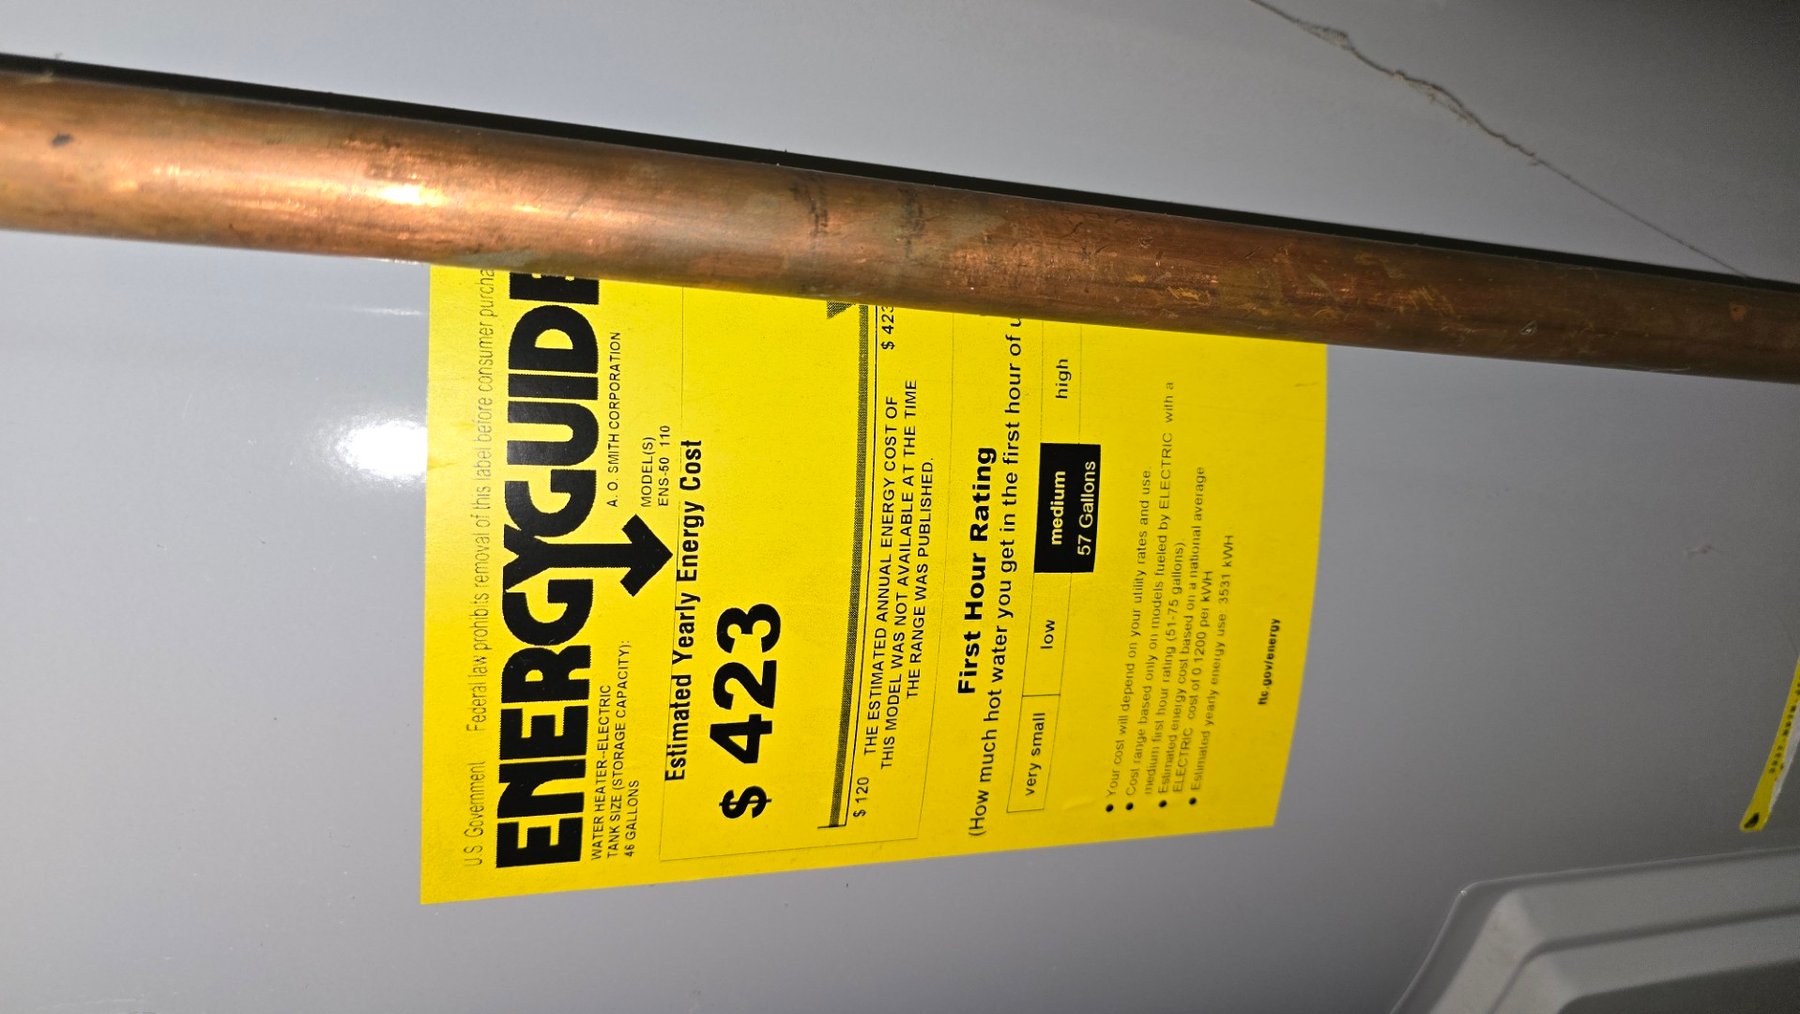 U.S. Government Federal law prohibits removal of this label before consumer
ENERGYGUIDE
WATER HEATER--ELECTRIC
TANK SIZE (STORAGE CAPACITY):
46 GALLONS
A. O. SMITH CORPORATION
MODEL(S)
ENS-50 110
Estimated Yearly Energy Cost
$ 423
$ 120
$ 423
THE ESTIMATED ANNUAL ENERGY COST OF
THIS MODEL WAS NOT AVAILABLE AT THE TIME
THE RANGE WAS PUBLISHED.
First Hour Rating
(How much hot water you get in the first hour of
very small
low
medium
57 Gallons
high
● Your cost will depend on your utility rates and use.
● Cost range based only on models fueled by ELECTRIC with a
medium first hour rating (51-75 gallons)
● Estimated energy cost based on a national average
ELECTRIC cost of 0.1200 per kWH
● Estimated yearly energy use 3531 kWH
ftc.gov/energy